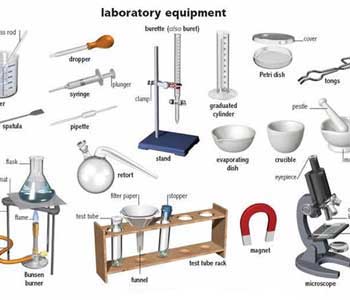 laboratory equipment
burette (also buret)
ss rod
dropper
cover
plunger
syringe
Petri dish
tongs
er
clamp
graduated
cylinder
pestle
spatula
pipette
stand
evaporating
dish
crucible
flask
retort
eyepiece
mat
filter paper
stopper
flame
test tube
magnet
Bunsen
burner
funnel
test tube rack
microscope